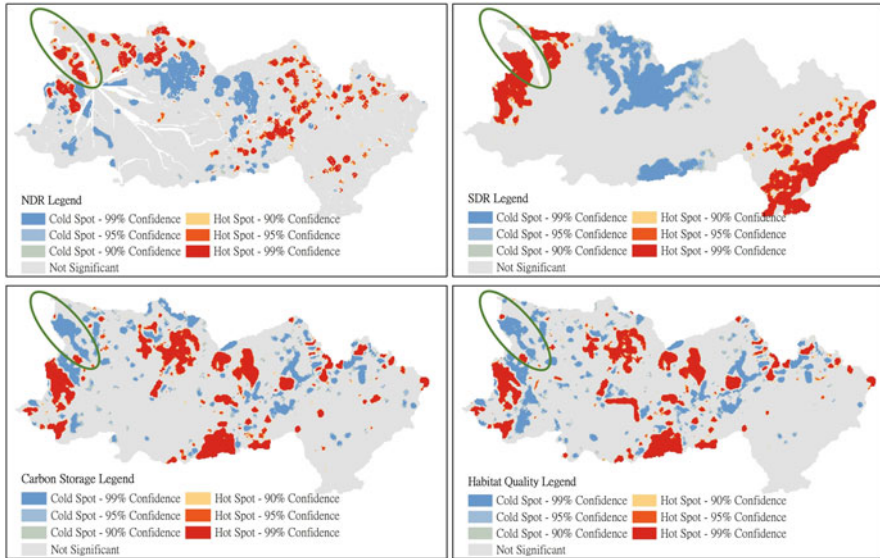 NDR Legend
Cold Spot - 99% Confidence Hot Spot - 90% Confidence
Cold Spot - 95% Confidence Hot Spot - 95% Confidence
Cold Spot - 90% Confidence Hot Spot - 99% Confidence
Not Significant
SDR Legend
Cold Spot - 99% Confidence Hot Spot - 90% Confidence
Cold Spot - 95% Confidence Hot Spot - 95% Confidence
Cold Spot - 90% Confidence Hot Spot - 99% Confidence
Not Significant
Carbon Storage Legend
Cold Spot - 99% Confidence Hot Spot - 90% Confidence
Cold Spot - 95% Confidence Hot Spot - 95% Confidence
Cold Spot - 90% Confidence Hot Spot - 99% Confidence
Not Significant
Habitat Quality Legend
Cold Spot - 99% Confidence Hot Spot - 90% Confidence
Cold Spot - 95% Confidence Hot Spot - 95% Confidence
Cold Spot - 90% Confidence Hot Spot - 99% Confidence
Not Significant